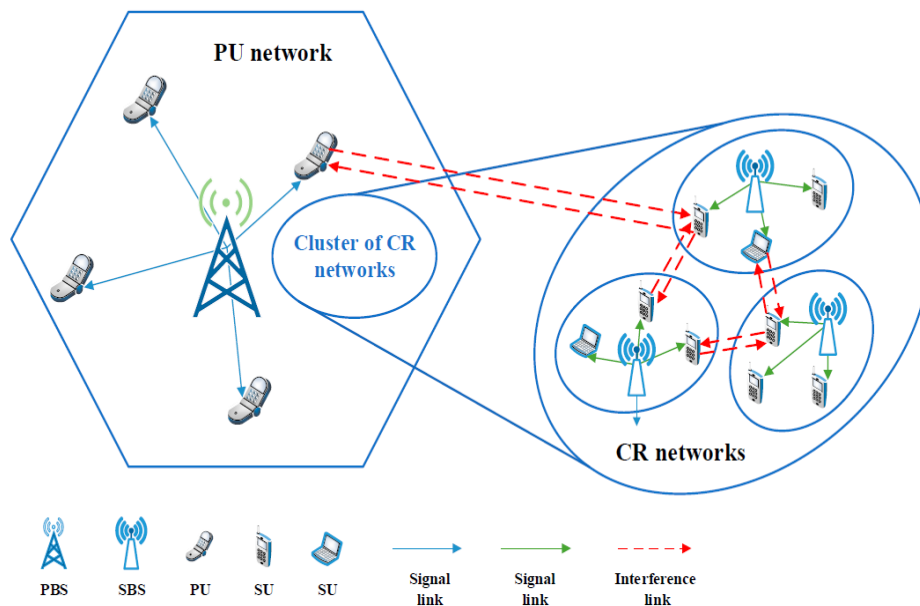 PU network
Cluster of CR
networks
CR networks
PBS
SBS
PU
SU
SU
Signal
link
Signal
link
Interference
link